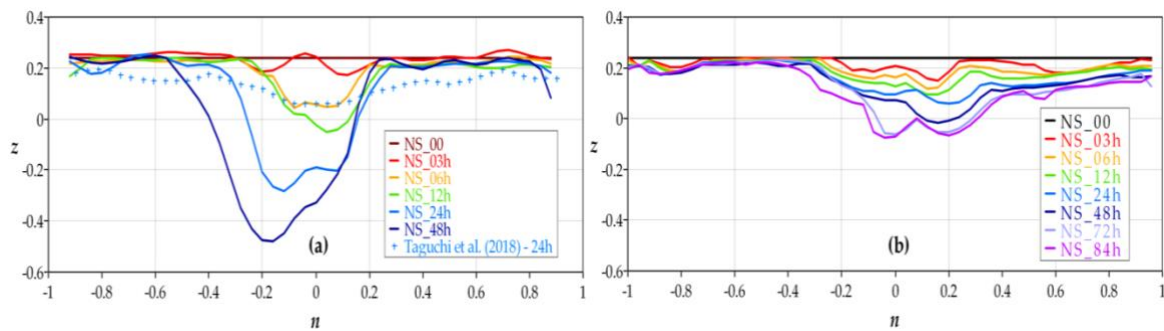 0.4
0.2
0
-0.2
-0.4
-0.6
z
-1 -0.8 -0.6 -0.4 -0.2 0 0.2 0.4 0.6 0.8 1
n
NS_00
NS_03h
NS_06h
NS_12h
NS_24h
NS_48h
Taguchi et al. (2018) - 24h
(a)
0.4
0.2
0
-0.2
-0.4
-0.6
z
-1 -0.8 -0.6 -0.4 -0.2 0 0.2 0.4 0.6 0.8 1
n
NS_00
NS_03h
NS_06h
NS_12h
NS_24h
NS_48h
NS_72h
NS_84h
(b)